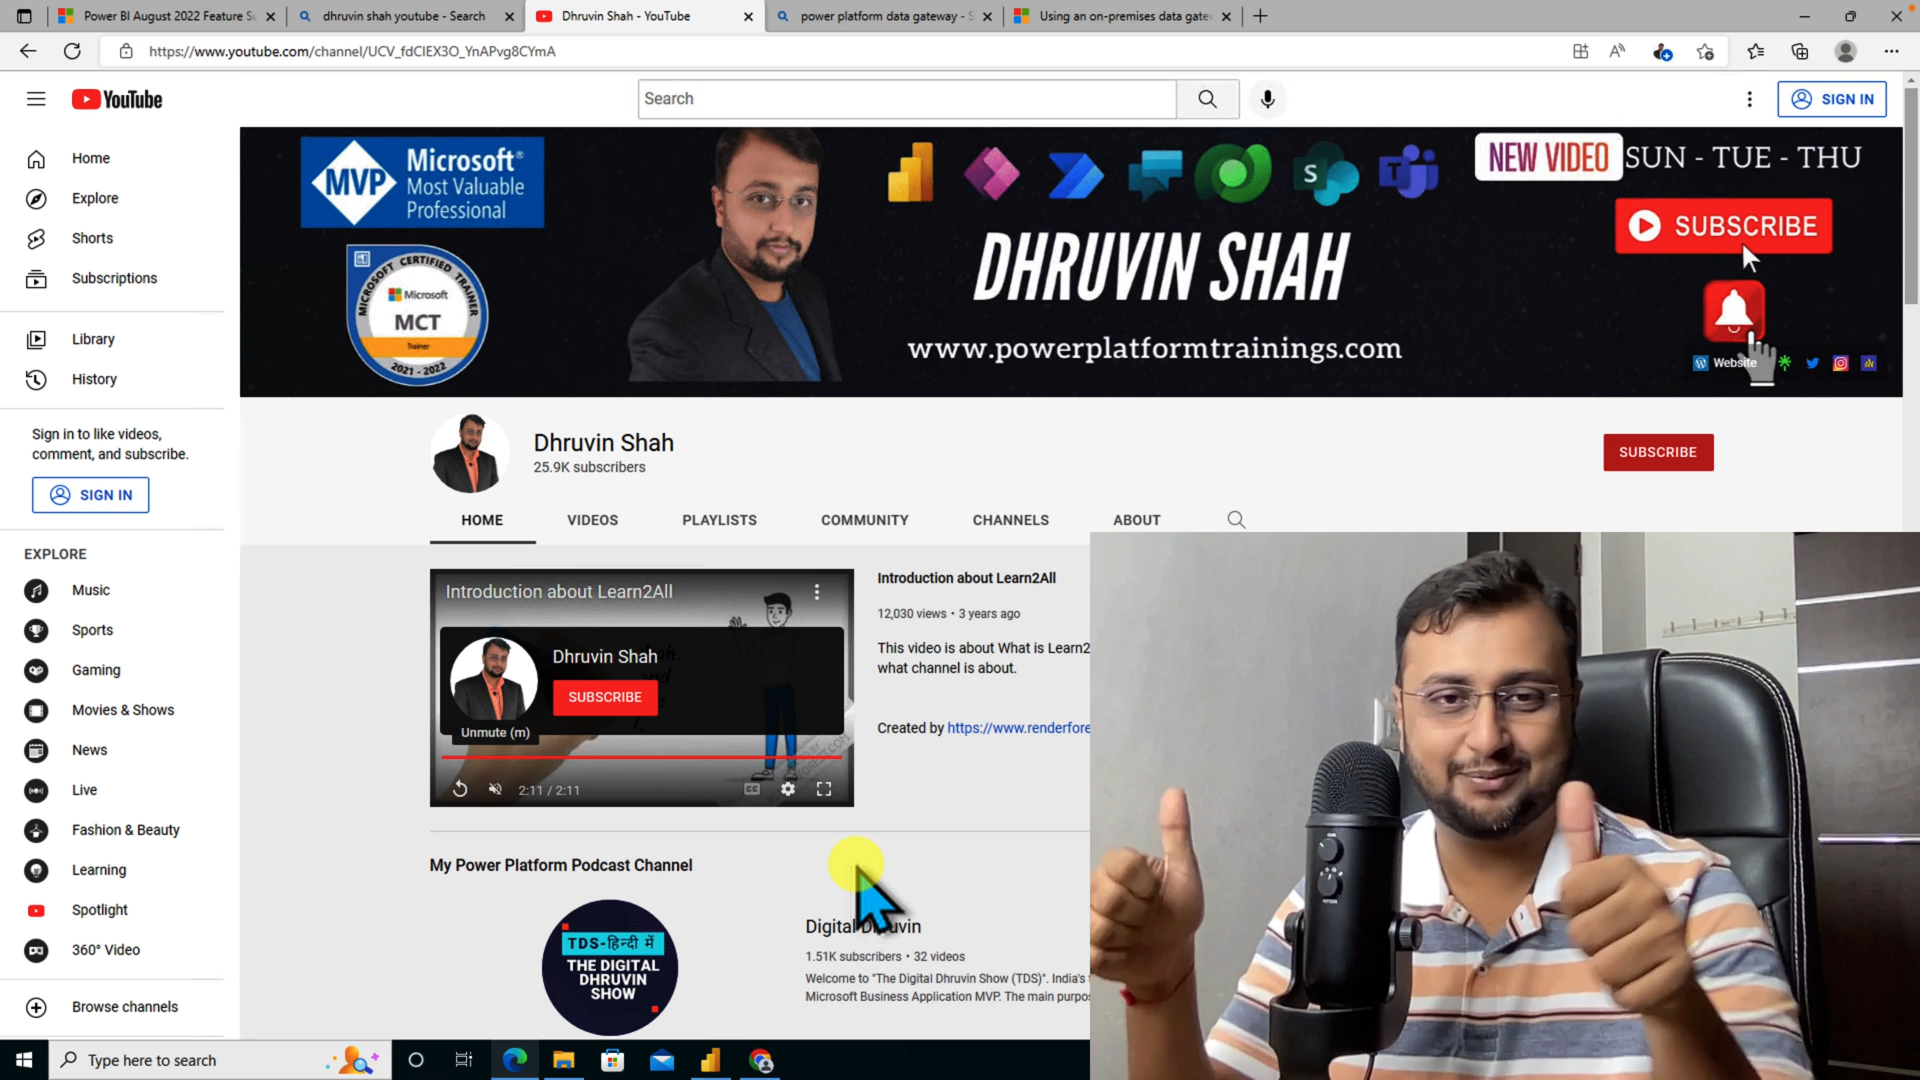 Power BI August 2022 Feature Su
dhruvin shah youtube - Search
Dhruvin Shah - YouTube
power platform data gateway - S
Using an on-premises data gatew
https://www.youtube.com/channel/UCV_fdClEX3O_YnAPvg8CYmA
YouTube
Search
SIGN IN
Home
Explore
Shorts
Subscriptions
Library
History
Sign in to like videos,
comment, and subscribe.
SIGN IN
EXPLORE
Music
Sports
Gaming
Movies & Shows
News
Live
Fashion & Beauty
Learning
Spotlight
360° Video
Browse channels
MVP
Microsoft®
Most Valuable
Professional
MICROSOFT CERTIFIED TRAINER
Microsoft
MCT
Trainer
2021 - 2022
S
T
NEW VIDEO SUN - TUE - THU
SUBSCRIBE
DHRUVIN SHAH
www.powerplatformtrainings.com
Website
Dhruvin Shah
25.9K subscribers
SUBSCRIBE
HOME
VIDEOS
PLAYLISTS
COMMUNITY
CHANNELS
ABOUT
Introduction about Learn2All
Dhruvin Shah
SUBSCRIBE
Unmute (m)
2:11 / 2:11
CC
Introduction about Learn2All
12,030 views • 3 years ago
This video is about What is Learn2
what channel is about.
Created by https://www.renderfore
My Power Platform Podcast Channel
TDS-हिन्दी में
THE DIGITAL
DHRUVIN
SHOW
Digital Dhruvin
1.51K subscribers • 32 videos
Welcome to "The Digital Dhruvin Show (TDS)". India's
Microsoft Business Application MVP. The main purpo
Type here to search